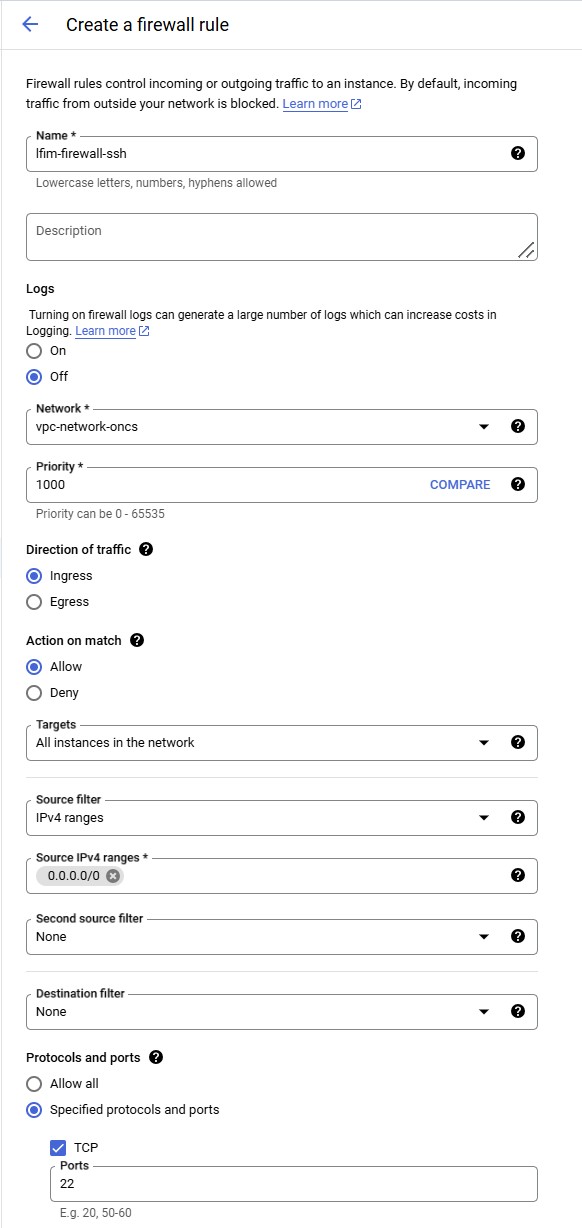 Create a firewall rule
Firewall rules control incoming or outgoing traffic to an instance. By default, incoming
traffic from outside your network is blocked. Learn more
Name *
lfim-firewall-ssh
Lowercase letters, numbers, hyphens allowed
Description
Logs
Turning on firewall logs can generate a large number of logs which can increase costs in
Logging. Learn more
On
Off
Network *
vpc-network-oncs
Priority *
1000
COMPARE
Priority can be 0 - 65535
Direction of traffic
Ingress
Egress
Action on match
Allow
Deny
Targets
All instances in the network
Source filter
IPv4 ranges
Source IPv4 ranges *
0.0.0.0/0
Second source filter
None
Destination filter
None
Protocols and ports
Allow all
Specified protocols and ports
TCP
Ports
22
E.g. 20, 50-60